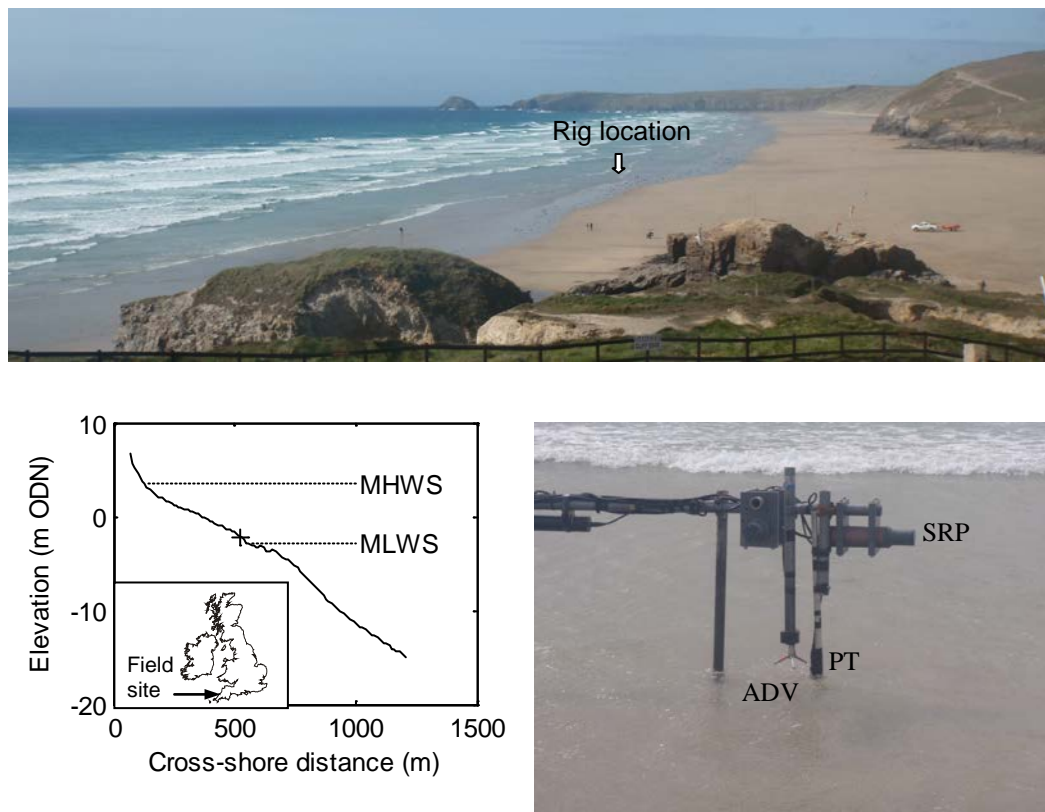 Rig location
10
0
-10
-20
Elevation (m ODN)
MHWS
MLWS
Field
site
0
500
1000
1500
Cross-shore distance (m)
SRP
PT
ADV